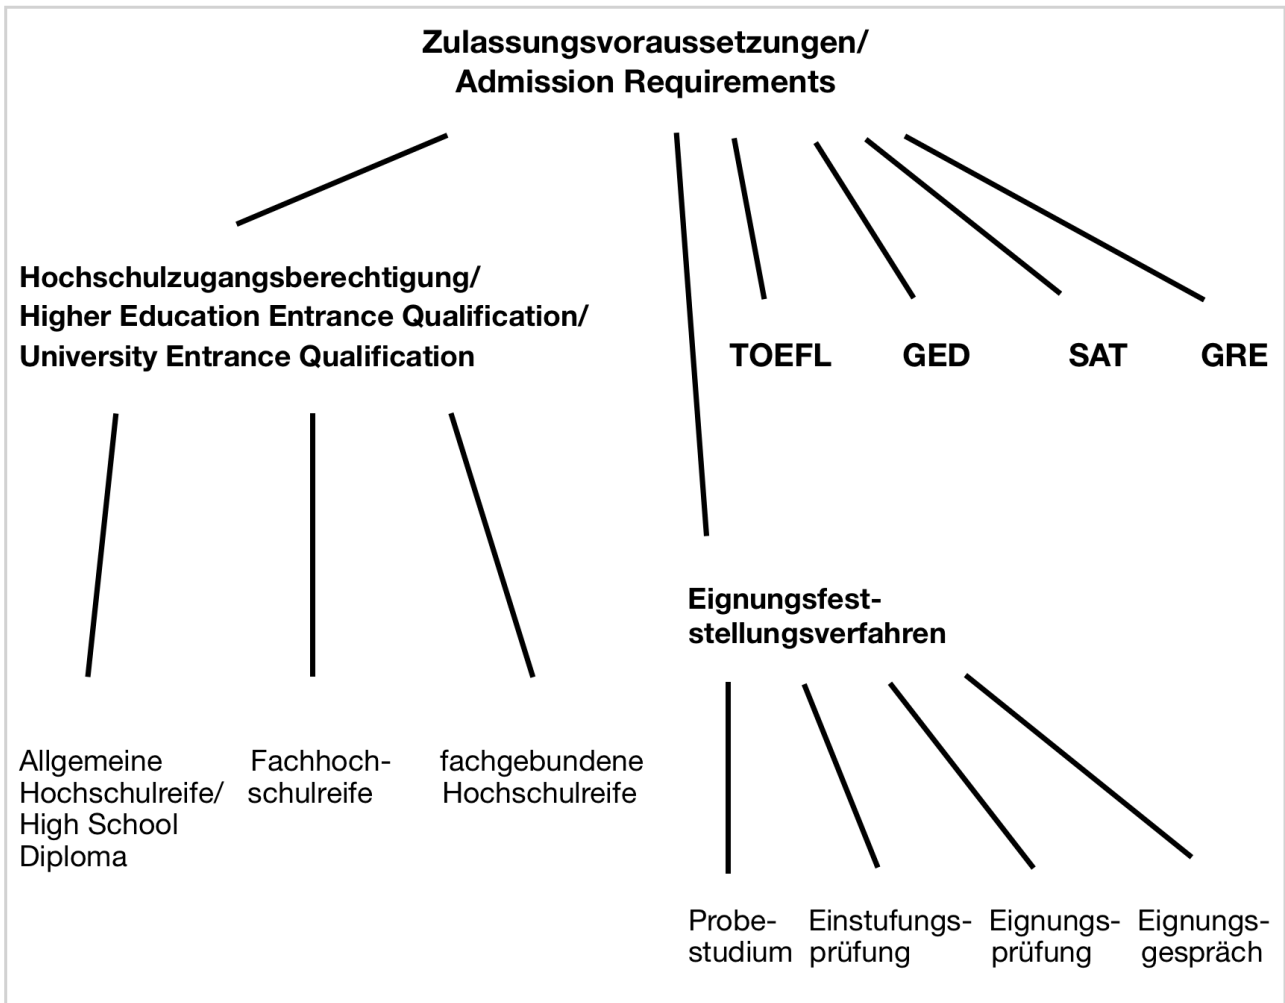 Zulassungsvoraussetzungen/
Admission Requirements
Hochschulzugangsberechtigung/
Higher Education Entrance Qualification/
University Entrance Qualification
TOEFL GED SAT GRE
Eignungsfest-
stellungsverfahren
Allgemeine
Hochschulreife/
High School
Diploma
Fachhoch-
schulreife
fachgebundene
Hochschulreife
Probe-
studium
Einstufungs-
prüfung
Eignungs-
prüfung
Eignungs-
gespräch